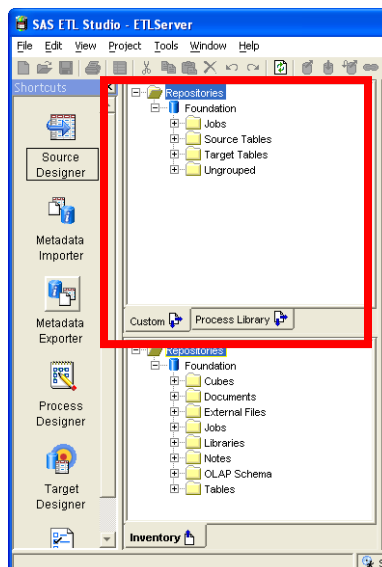 SAS ETL Studio - ETLServer
File Edit View Project Tools Window Help
Shortcuts
Source
Designer
Metadata
Importer
Metadata
Exporter
Process
Designer
Target
Designer
Repositories
Foundation
Jobs
Source Tables
Target Tables
Ungrouped
Custom Process Library
Repositories
Foundation
Cubes
Documents
External Files
Jobs
Libraries
Notes
OLAP Schema
Tables
Inventory